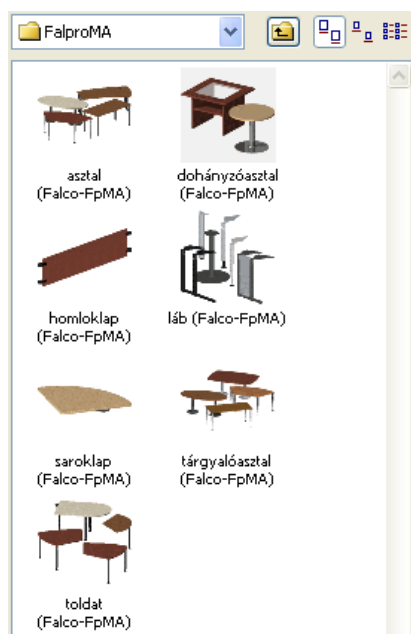 FalproMA
asztal
(Falco-FpMA)
dohányzóasztal
(Falco-FpMA)
homloklap
(Falco-FpMA)
láb (Falco-FpMA)
saroklap
(Falco-FpMA)
tárgyalóasztal
(Falco-FpMA)
toldat
(Falco-FpMA)